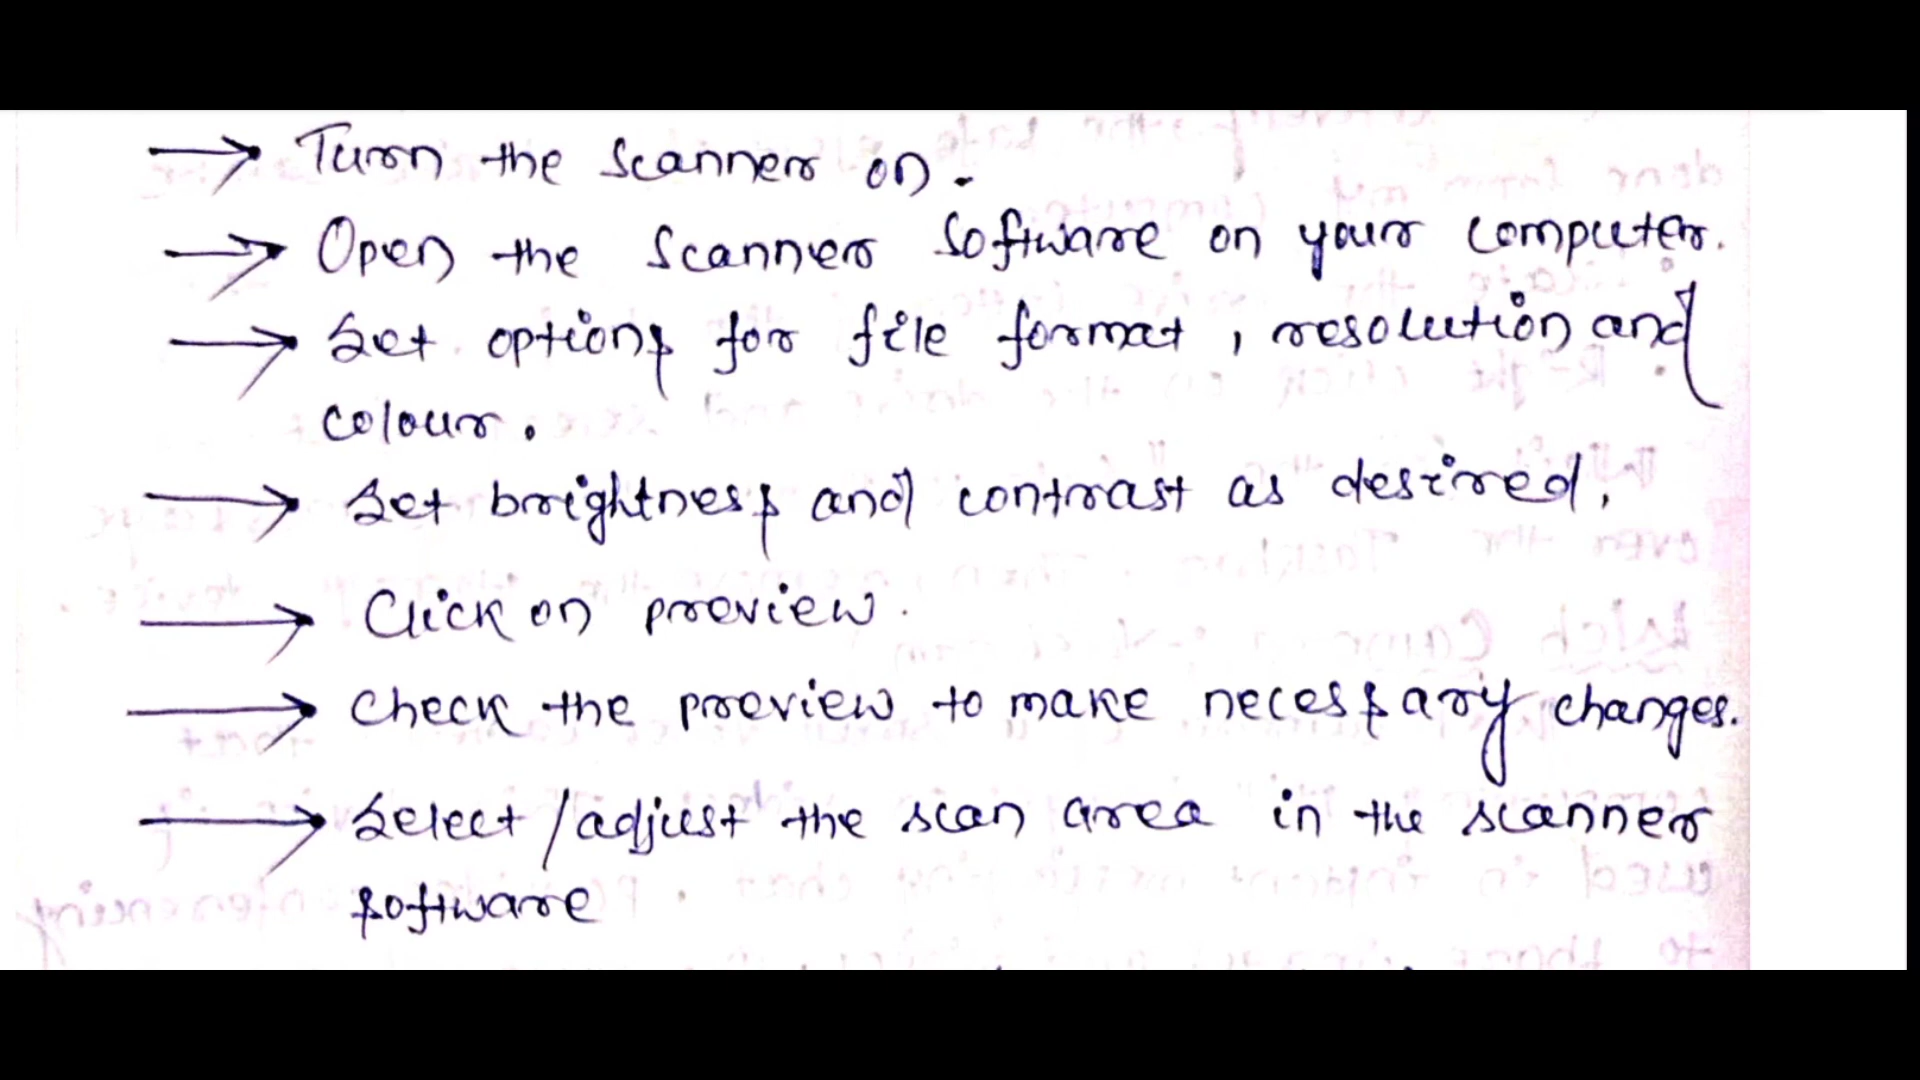 → Turn the scanner on.
→ Open the scanner software on your computer.
→ Set options for file format, resolution and
colour.
→ Set brightness and contrast as desired.
→ Click on preview.
→ Check the preview to make necessary changes.
→ Select/adjust the scan area in the scanner
software